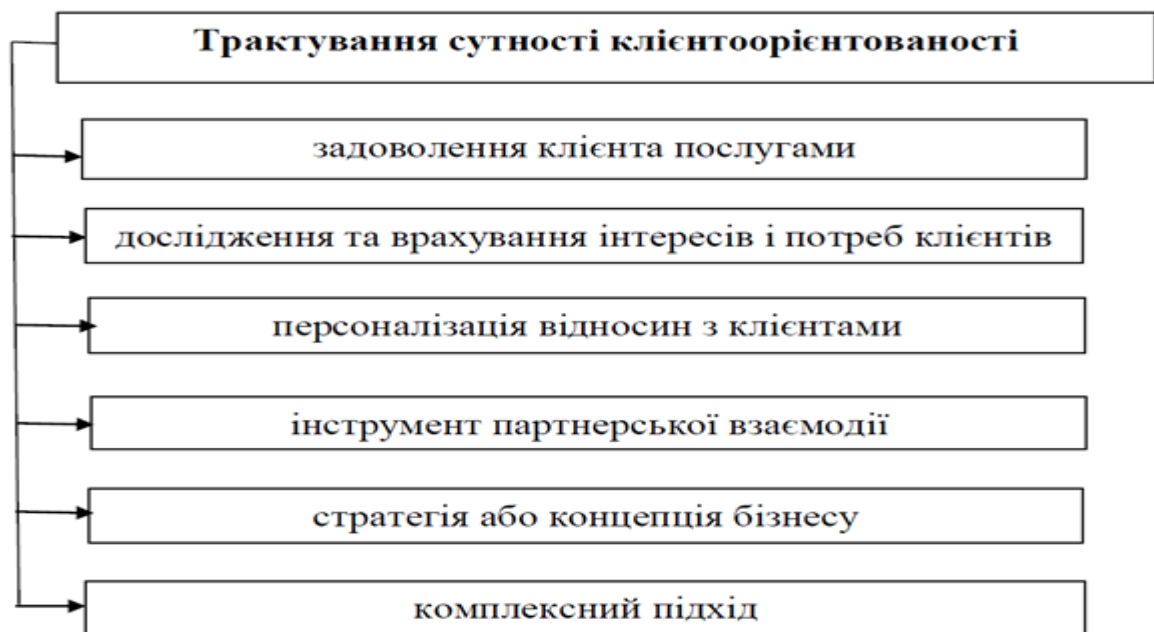 Трактування сутності клієнтоорієнтованості
задоволення клієнта послугами
дослідження та врахування інтересів і потреб клієнтів
персоналізація відносин з клієнтами
інструмент партнерської взаємодії
стратегія або концепція бізнесу
комплексний підхід